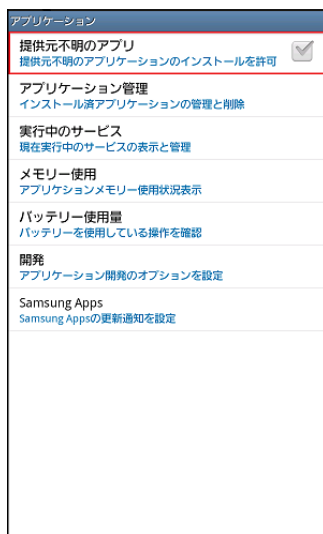 アプリケーション
提供元不明のアプリ
提供元不明のアプリケーションのインストールを許可
アプリケーション管理
インストール済アプリケーションの管理と削除
実行中のサービス
現在実行中のサービスの表示と管理
メモリー使用
アプリケションメモリー使用状況表示
バッテリー使用量
バッテリーを使用している操作を確認
開発
アプリケーション開発のオプションを設定
Samsung Apps
Samsung Appsの更新通知を設定